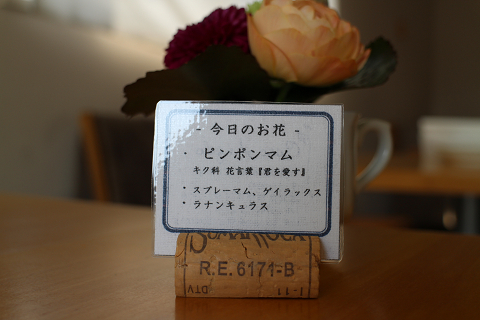 - 今日のお花 -
・ ピンポンマム
キク科 花言葉『君を愛す』
・ スプレーマム、ゲイラックス
・ ラナンキュラス
R.E. 6171-B
DTV